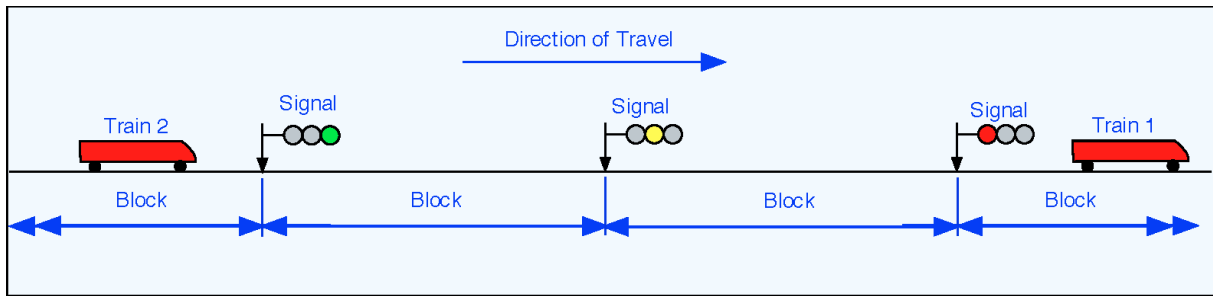 Direction of Travel
Signal
Signal
Signal
Train 2
Train 1
Block
Block
Block
Block